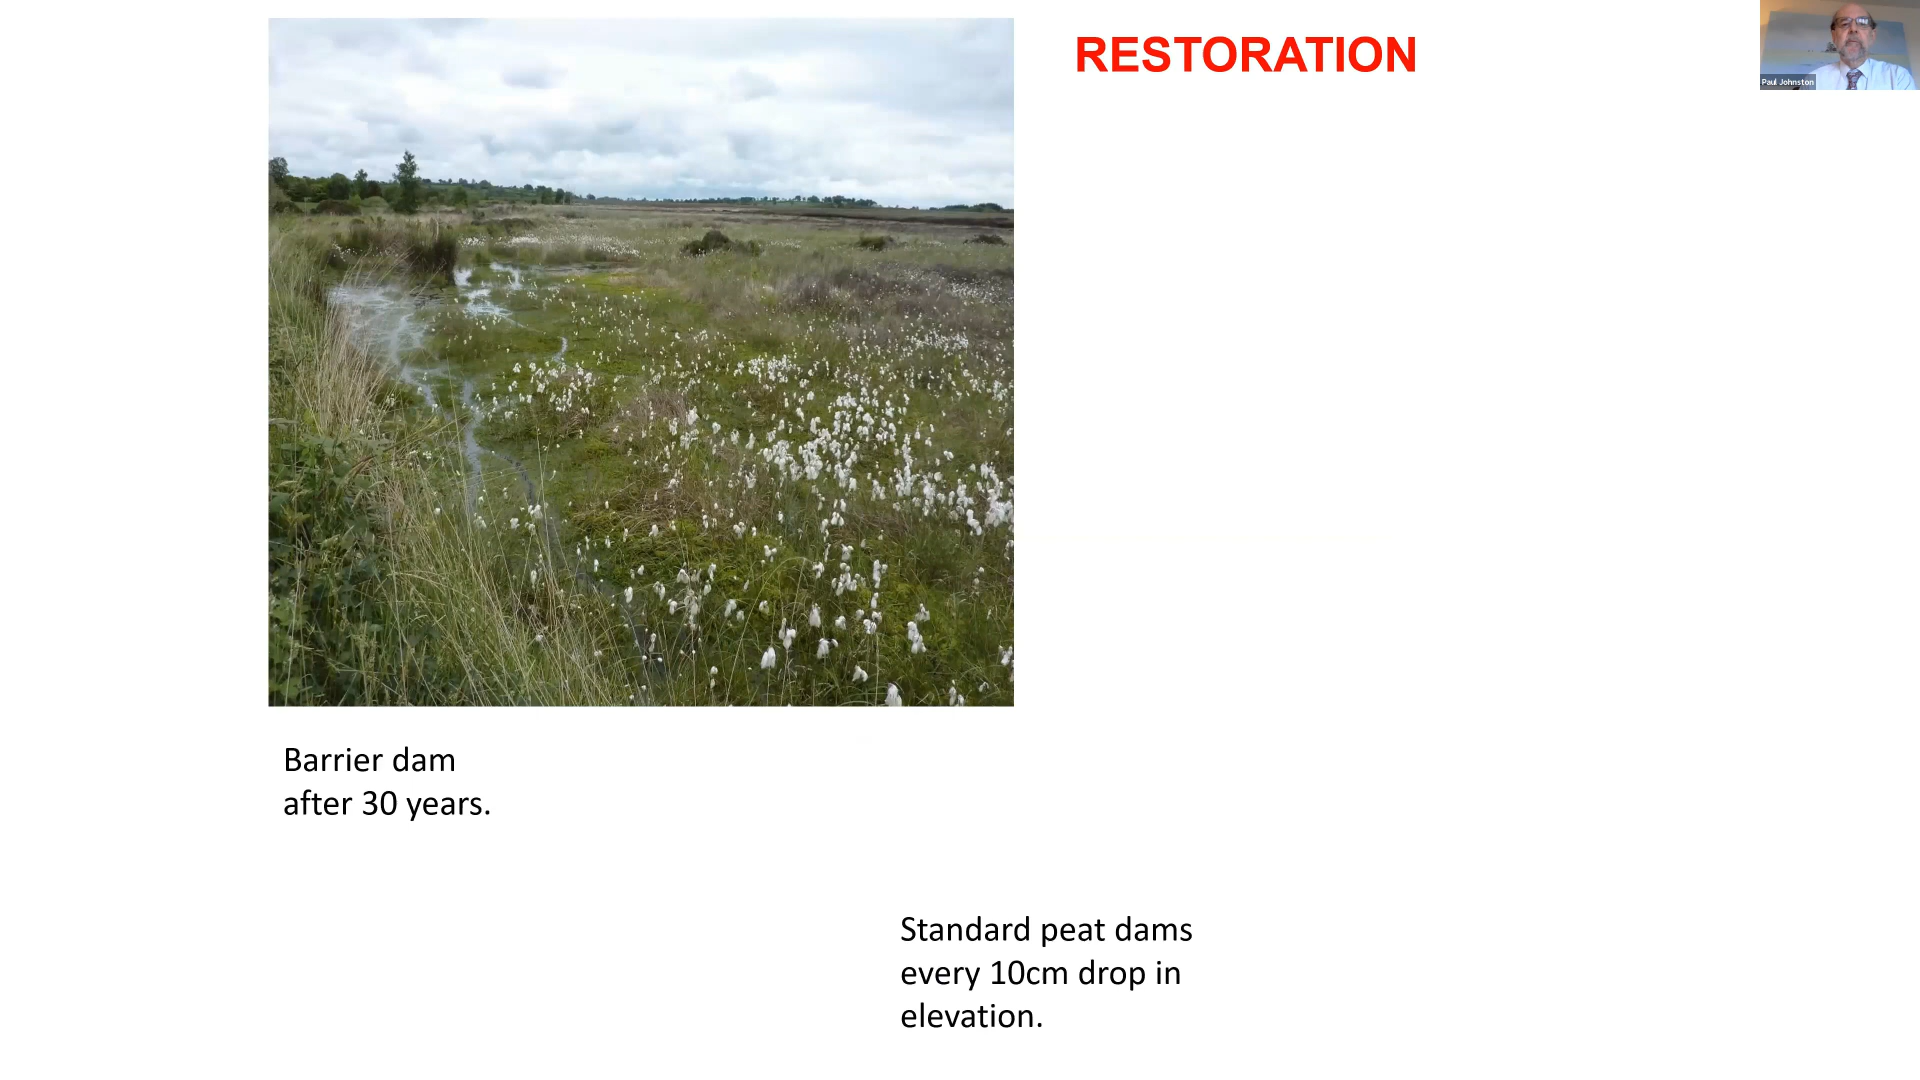 RESTORATION
Paul Johnston
Barrier dam
after 30 years.
Standard peat dams
every 10cm drop in
elevation.